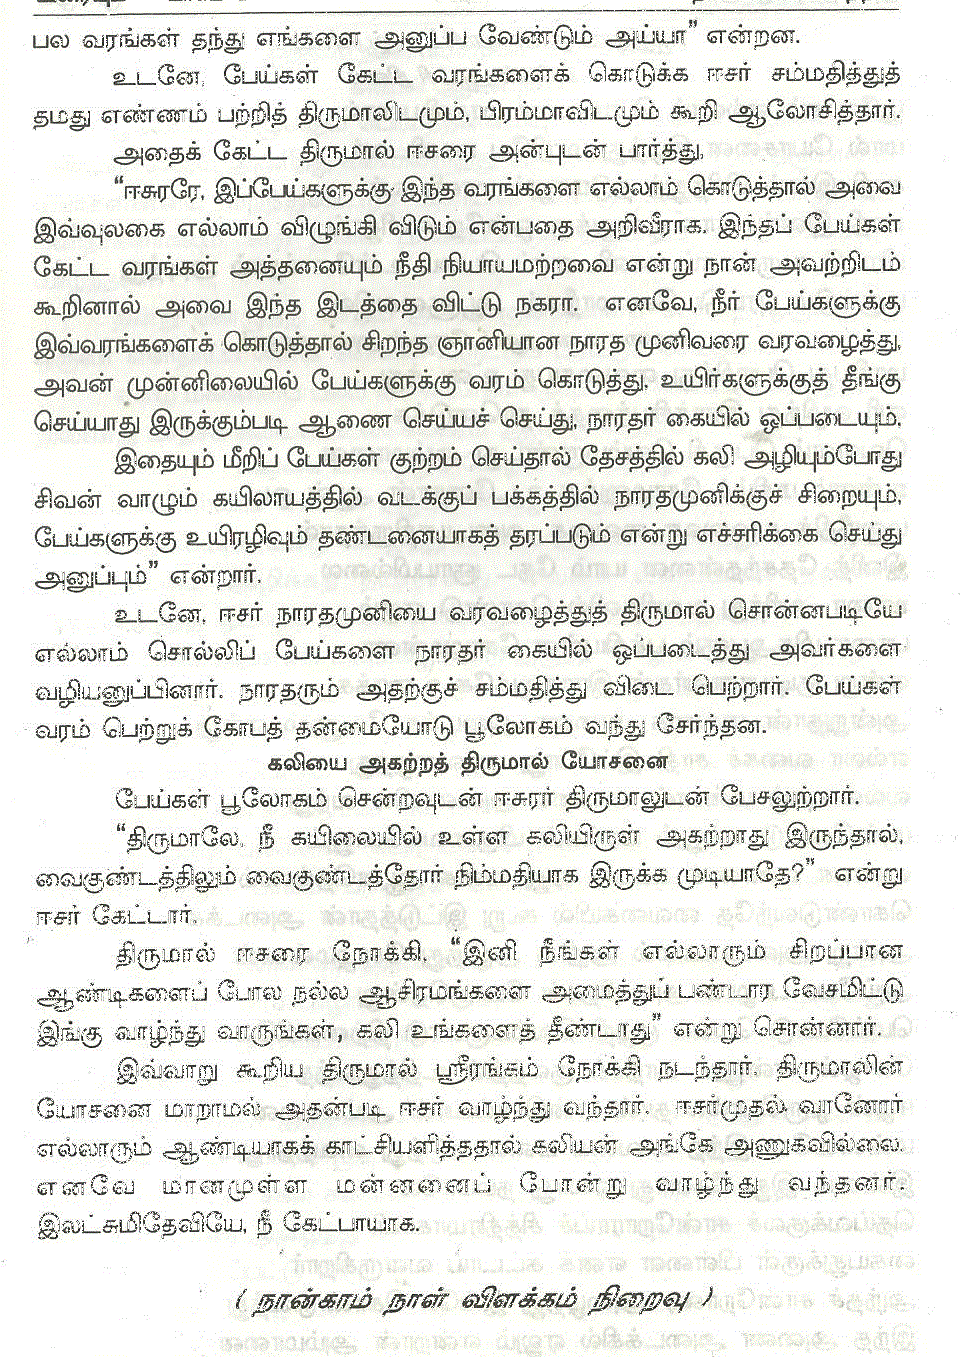 பல வரங்கள் தந்து எங்களை அனுப்ப வேண்டும் அய்யா" என்றன.
உடனே, பேய்கள் கேட்ட வரங்களைக் கொடுக்க ஈசர் சம்மதித்துத்
தமது எண்ணம் பற்றித் திருமாலிடமும், பிரம்மாவிடமும் கூறி ஆலோசித்தார்.
அதைக் கேட்ட திருமால் ஈசரை அன்புடன் பார்த்து,
"ஈசுரரே, இப்பேய்களுக்கு இந்த வரங்களை எல்லாம் கொடுத்தால் அவை
இவ்வுலகை எல்லாம் விழுங்கி விடும் என்பதை அறிவீராக. இந்தப் பேய்கள்
கேட்ட வரங்கள் அத்தனையும் நீதி நியாயமற்றவை என்று நான் அவற்றிடம்
கூறினால் அவை இந்த இடத்தை விட்டு நகரா. எனவே, நீர் பேய்களுக்கு
இவ்வரங்களைக் கொடுத்தால் சிறந்த ஞானியான நாரத முனிவரை வரவழைத்து,
அவன் முன்னிலையில் பேய்களுக்கு வரம் கொடுத்து, உயிர்களுக்குத் தீங்கு
செய்யாது இருக்கும்படி ஆணை செய்யச் செய்து, நாரதர் கையில் ஒப்படையும்.
இதையும் மீறிப் பேய்கள் குற்றம் செய்தால் தேசத்தில் கலி அழியும்போது
சிவன் வாழும் கயிலாயத்தில் வடக்குப் பக்கத்தில் நாரதமுனிக்குச் சிறையும்,
பேய்களுக்கு உயிரழிவும் தண்டனையாகத் தரப்படும் என்று எச்சரிக்கை செய்து
அனுப்பும்" என்றார்.
உடனே, ஈசர் நாரதமுனியை வரவழைத்துத் திருமால் சொன்னபடியே
எல்லாம் சொல்லிப் பேய்களை நாரதர் கையில் ஒப்படைத்து அவர்களை
வழியனுப்பினார். நாரதரும் அதற்குச் சம்மதித்து விடை பெற்றார். பேய்கள்
வரம் பெற்றுக் கோபத் தன்மையோடு பூலோகம் வந்து சேர்ந்தன.
கலியை அகற்றத் திருமால் யோசனை
பேய்கள் பூலோகம் சென்றவுடன் ஈசரர் திருமாலுடன் பேசலுற்றார்.
"திருமாலே, நீ கயிலையில் உள்ள கலியிருள் அகற்றாது இருந்தால்,
வைகுண்டத்திலும் வைகுண்டத்தோர் நிம்மதியாக இருக்க முடியாதே?" என்று
ஈசர் கேட்டார்.
திருமால் ஈசரை நோக்கி, "இனி நீங்கள் எல்லாரும் சிறப்பான
ஆண்டிகளைப் போல நல்ல ஆசிரமங்களை அமைத்துப் பண்டார வேசமிட்டு
இங்கு வாழ்ந்து வாருங்கள், கலி உங்களைத் தீண்டாது" என்று சொன்னார்.
இவ்வாறு கூறிய திருமால் ஸ்ரீரங்கம் நோக்கி நடந்தார். திருமாலின்
யோசனை மாறாமல் அதன்படி ஈசர் வாழ்ந்து வந்தார். ஈசர்முதல் வானோர்
எல்லாரும் ஆண்டியாகக் காட்சியளித்ததால் கலியன் அங்கே அணுகவில்லை.
எனவே மானமுள்ள மன்னனைப் போன்று வாழ்ந்து வந்தனர்.
இலட்சுமிதேவியே, நீ கேட்பாயாக.
( நான்காம் நாள் விளக்கம் நிறைவு )